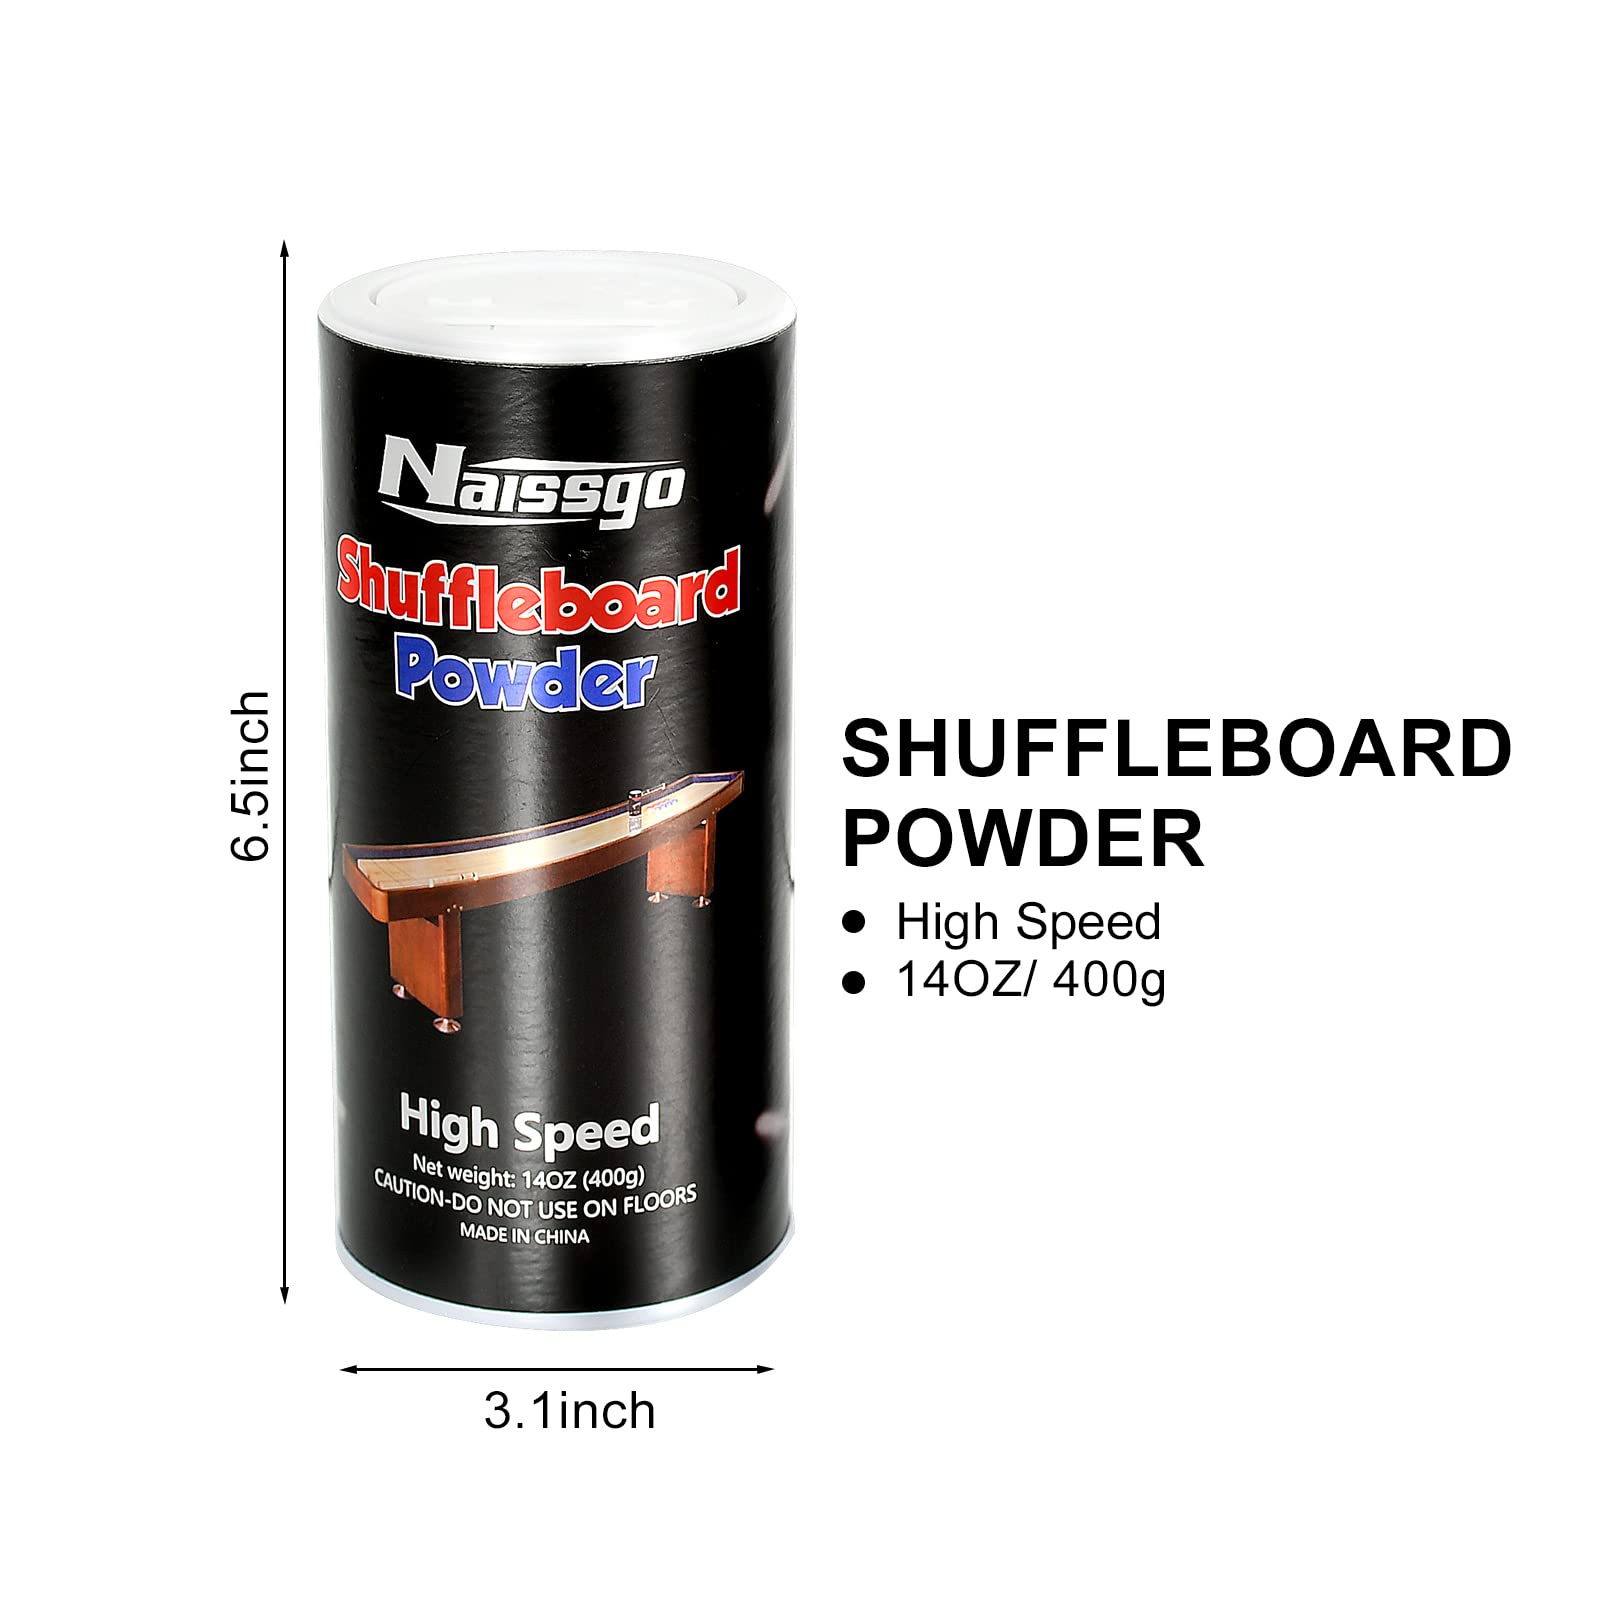 Naissgo
Shuffleboard
Powder
High Speed
Net weight: 14OZ (400g)
CAUTION-DO NOT USE ON FLOORS
MADE IN CHINA
6.5inch
3.1inch
SHUFFLEBOARD
POWDER
● High Speed
● 14OZ/ 400g